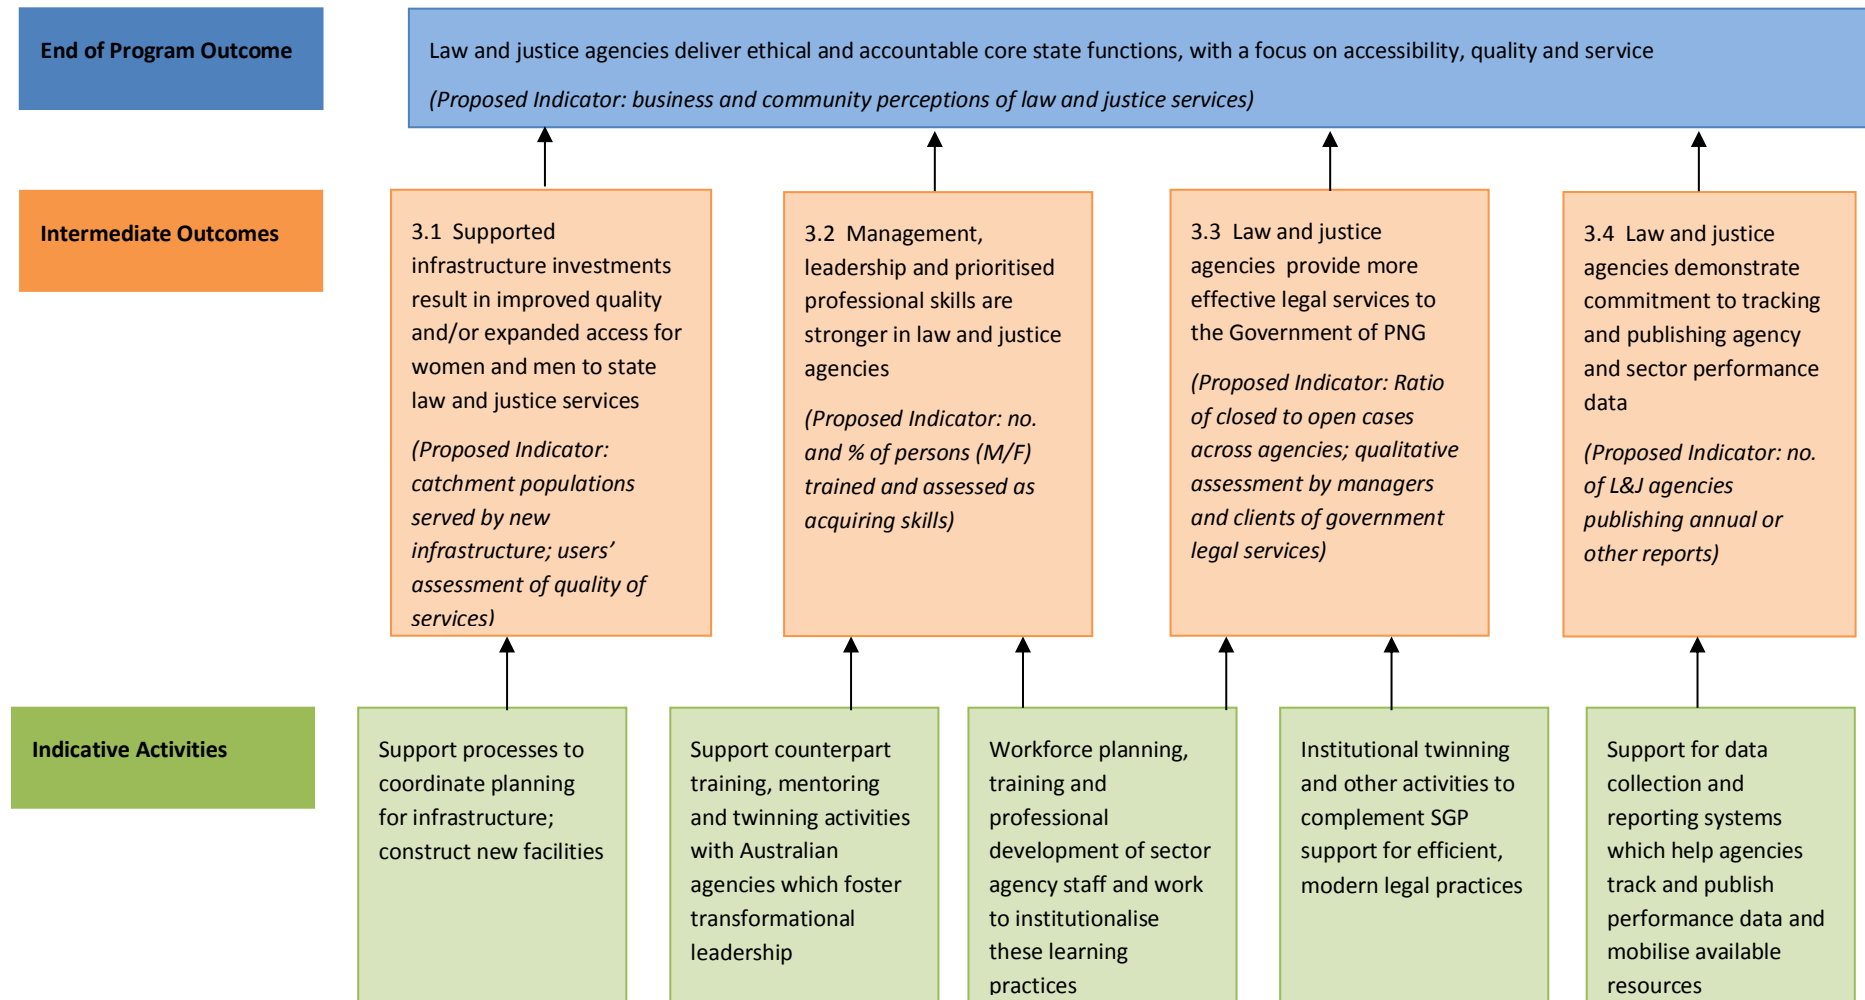 End of Program Outcome
Law and justice agencies deliver ethical and accountable core state functions, with a focus on accessibility, quality and service
(Proposed Indicator: business and community perceptions of law and justice services)
Intermediate Outcomes
3.1 Supported
infrastructure investments
result in improved quality
and/or expanded access for
women and men to state
law and justice services
(Proposed Indicator:
catchment populations
served by new
infrastructure; users’
assessment of quality of
services)
3.2 Management,
leadership and prioritised
professional skills are
stronger in law and justice
agencies
(Proposed Indicator: no.
and % of persons (M/F)
trained and assessed as
acquiring skills)
3.3 Law and justice
agencies provide more
effective legal services to
the Government of PNG
(Proposed Indicator: Ratio
of closed to open cases
across agencies; qualitative
assessment by managers
and clients of government
legal services)
3.4 Law and justice
agencies demonstrate
commitment to tracking
and publishing agency
and sector performance
data
(Proposed Indicator: no.
of L&J agencies
publishing annual or
other reports)
Indicative Activities
Support processes to
coordinate planning
for infrastructure;
construct new facilities
Support counterpart
training, mentoring
and twinning activities
with Australian
agencies which foster
transformational
leadership
Workforce planning,
training and
professional
development of sector
agency staff and work
to institutionalise
these learning
practices
Institutional twinning
and other activities to
complement SGP
support for efficient,
modern legal practices
Support for data
collection and
reporting systems
which help agencies
track and publish
performance data and
mobilise available
resources